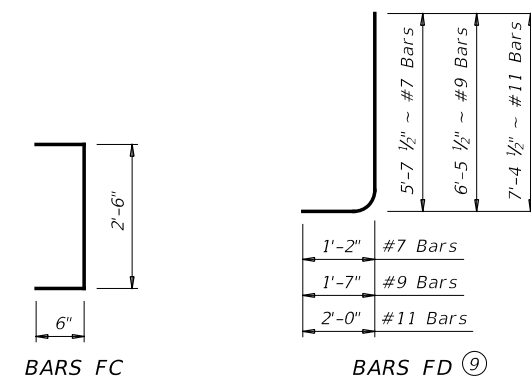 2'-6"
6"
BARS FC
5'-7 ½" ~ #7 Bars
6'-5 ½" ~ #9 Bars
7'-4 ½" ~ #11 Bars
1'-2" #7 Bars
1'-7" #9 Bars
2'-0" #11 Bars
BARS FD 9